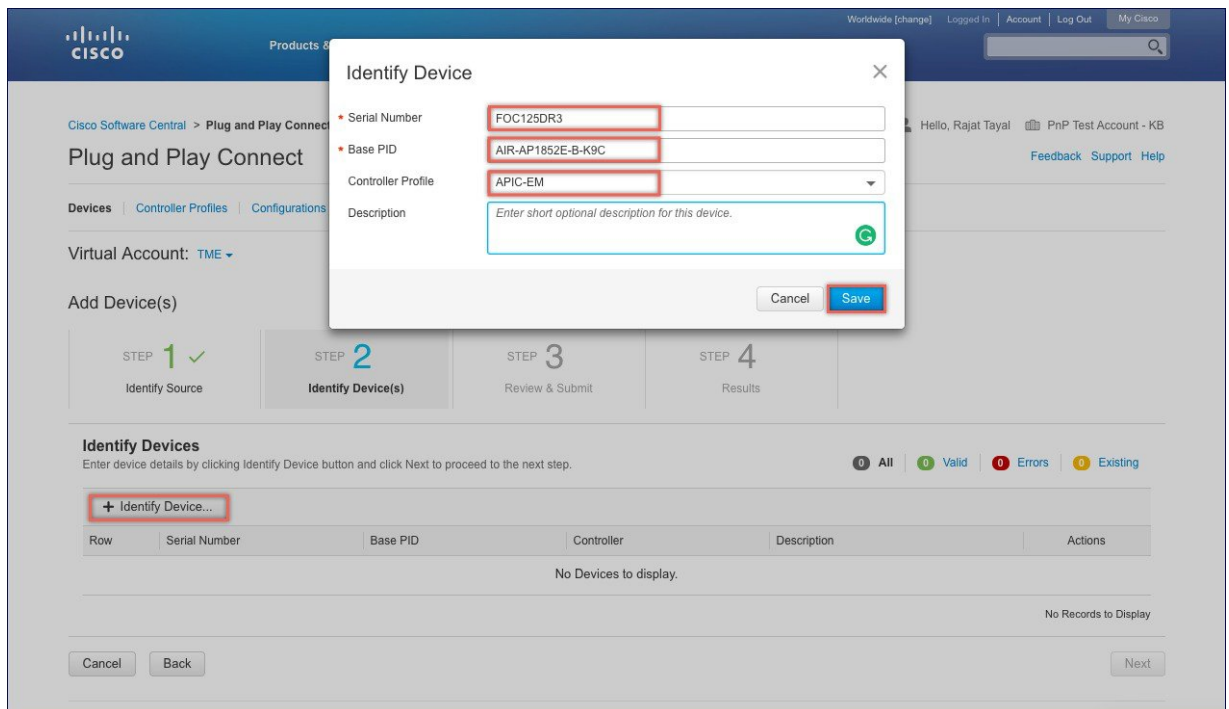 Worldwide [change] Logged In Account Log Out My Cisco
CISCO
Products &
Identify Device
* Serial Number FOC125DR3
* Base PID AIR-AP1852E-B-K9C
Controller Profile APIC-EM
Description Enter short optional description for this device.
Cancel Save
Cisco Software Central > Plug and Play Connect
Hello, Rajat Tayal PnP Test Account - KB
Plug and Play Connect
Feedback Support Help
Devices Controller Profiles Configurations
Virtual Account: TME
Add Device(s)
STEP 1 STEP 2 STEP 3 STEP 4
Identify Source Identify Device(s) Review & Submit Results
Identify Devices
Enter device details by clicking Identify Device button and click Next to proceed to the next step.
0 All 0 Valid 0 Errors 0 Existing
+ Identify Device...
Row Serial Number Base PID Controller Description Actions
No Devices to display.
No Records to Display
Cancel Back Next